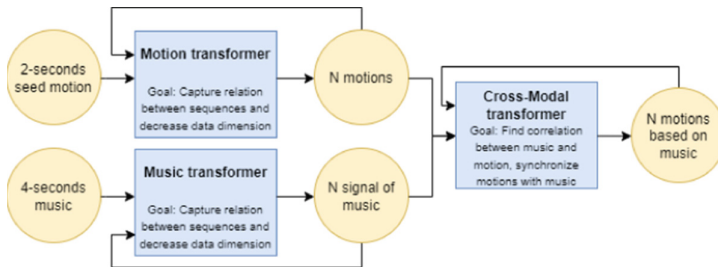 2-seconds
seed motion
Motion transformer
Goal: Capture relation
between sequences and
decrease data dimension
N motions
4-seconds
music
Music transformer
Goal: Capture relation
between sequences and
decrease data dimension
N signal of
music
Cross-Modal
transformer
Goal: Find correlation
between music and
motion, synchronize
motions with music
N motions
based on
music